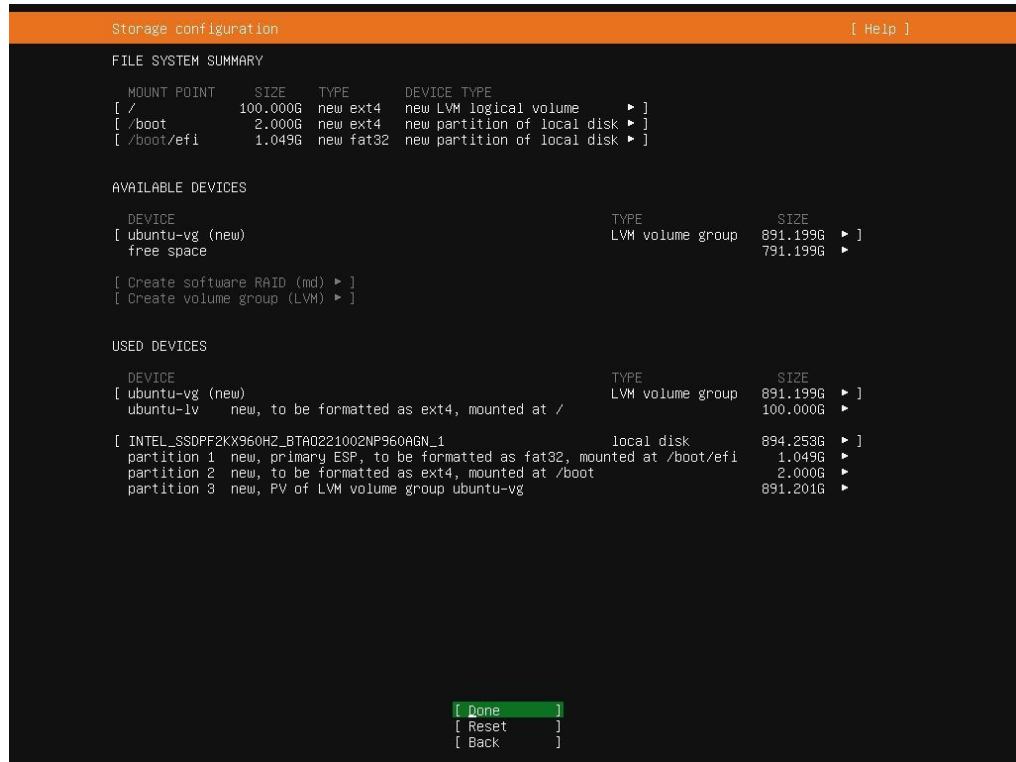 Storage configuration [ Help ]
FILE SYSTEM SUMMARY
MOUNT POINT SIZE TYPE DEVICE TYPE
[ / 100.000G new ext4 new LVM logical volume ▸ ]
[ /boot 2.000G new ext4 new partition of local disk ▸ ]
[ /boot/efi 1.049G new fat32 new partition of local disk ▸ ]
AVAILABLE DEVICES
DEVICE TYPE SIZE
[ ubuntu-vg (new) LVM volume group 891.199G ▸ ]
free space 791.199G ▸
[ Create software RAID (md) ▸ ]
[ Create volume group (LVM) ▸ ]
USED DEVICES
DEVICE TYPE SIZE
[ ubuntu-vg (new) LVM volume group 891.199G ▸ ]
ubuntu-lv new, to be formatted as ext4, mounted at / 100.000G ▸
[ INTEL_SSDPF2KX960HZ_BTAO221002NP960AGN_1 local disk 894.253G ▸ ]
partition 1 new, primary ESP, to be formatted as fat32, mounted at /boot/efi 1.049G ▸
partition 2 new, to be formatted as ext4, mounted at /boot 2.000G ▸
partition 3 new, PV of LVM volume group ubuntu-vg 891.201G ▸
[ Done ]
[ Reset ]
[ Back ]